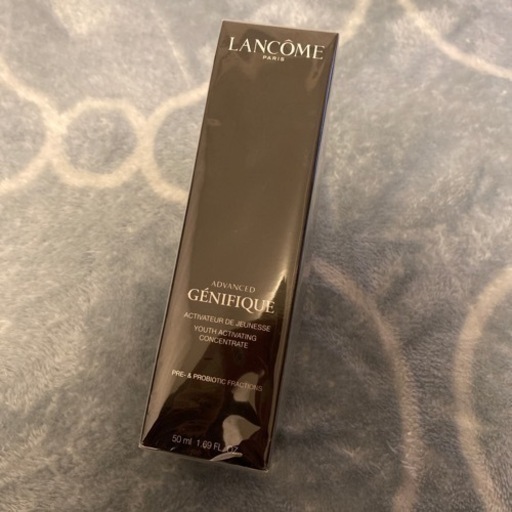 LANCÔME
PARIS
ADVANCED
GÉNIFIQUE
ACTIVATEUR DE JEUNESSE
YOUTH ACTIVATING
CONCENTRATE
PRE- & PROBIOTIC FRACTIONS
50 ml 1.69 FL. OZ.